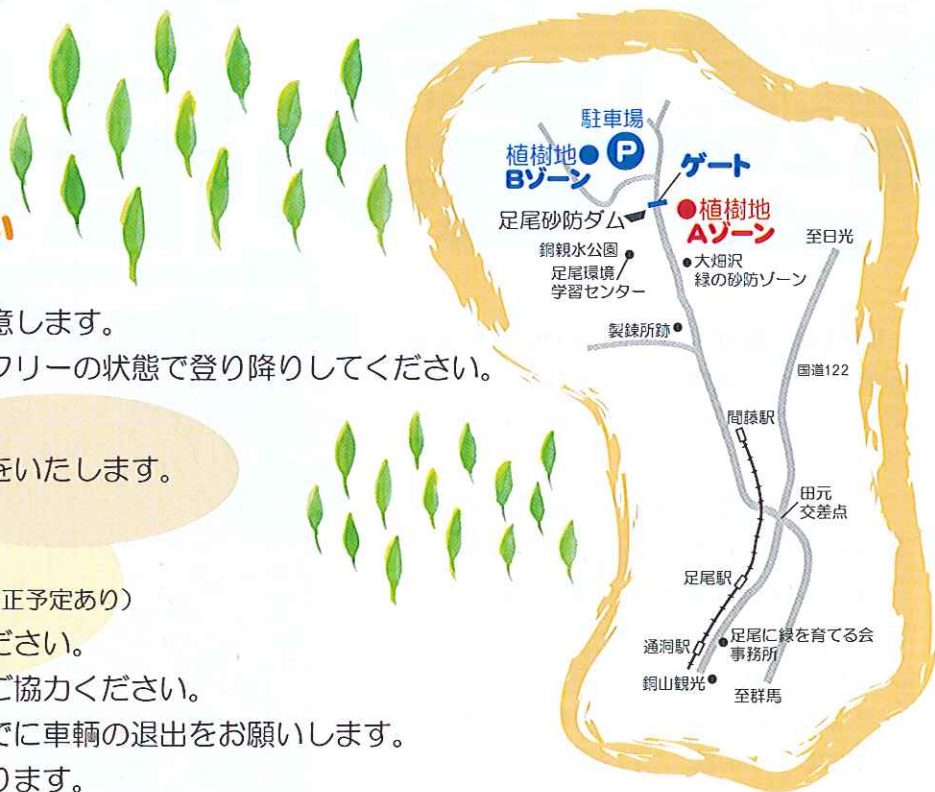 い
意します。
フリーの状態で登り降りしてください。
をいたします。
正予定あり）
ださい。
ご協力ください。
でに車輌の退出をお願いします。
ります。
駐車場
P
植樹地
Bゾーン
ゲート
足尾砂防ダム
植樹地
Aゾーン
至日光
銅親水公園
足尾環境
学習センター
大畑沢
緑の砂防ゾーン
製錬所跡
国道122
間藤駅
田元
交差点
足尾駅
通洞駅
足尾に緑を育てる会
事務所
銅山観光
至群馬